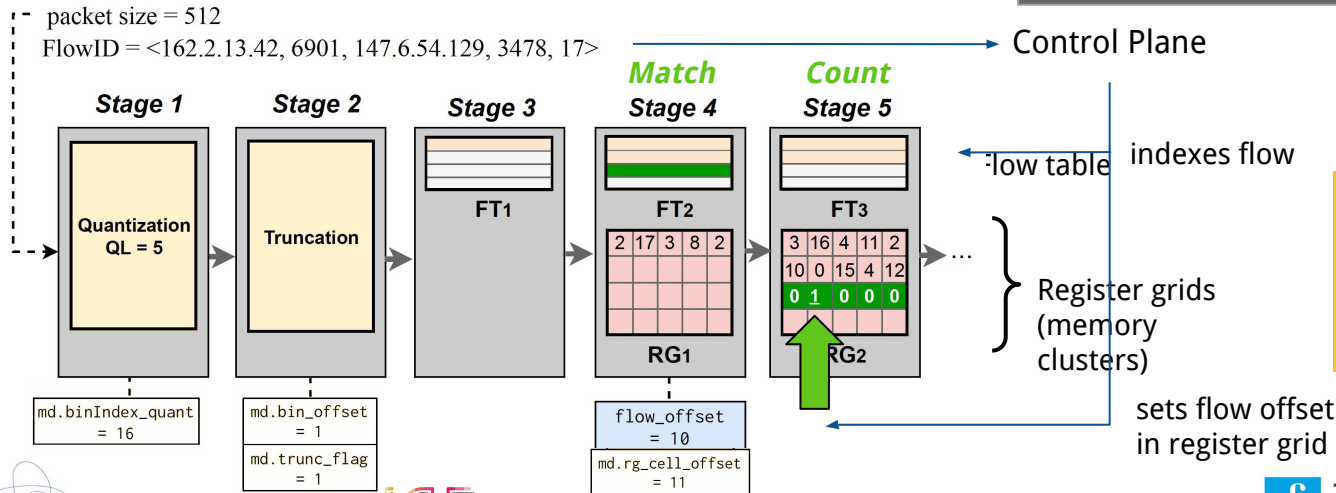 packet size = 512
FlowID = <162.2.13.42, 6901, 147.6.54.129, 3478, 17>
Control Plane
Match
Count
Stage 1
Stage 2
Stage 3
Stage 4
Stage 5
Quantization
QL = 5
Truncation
FT1
FT2
FT3
low table
indexes flow
2 17 3 8 2
3 16 4 11 2
10 0 15 4 12
0 1 0 0 0
...
RG1
RG2
Register grids
(memory
clusters)
md.binIndex_quant
= 16
md.bin_offset
= 1
md.trunc_flag
= 1
flow_offset
= 10
md.rg_cell_offset
= 11
sets flow offset
in register grid